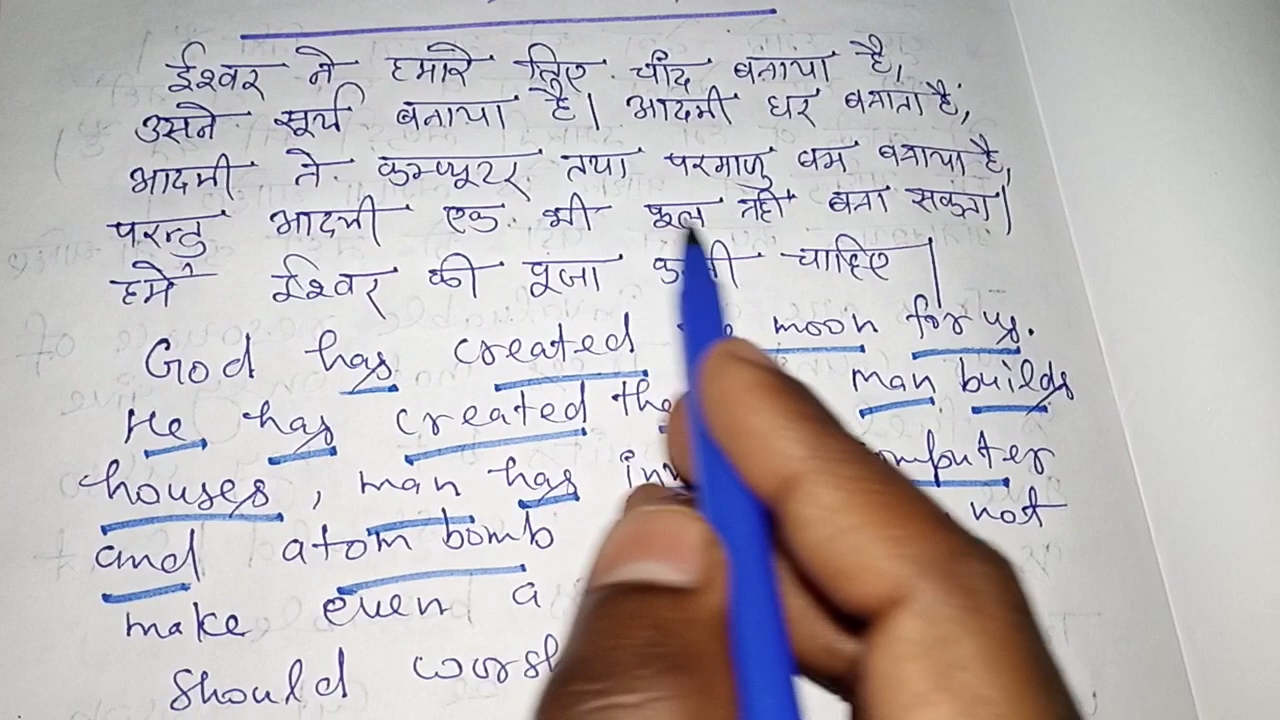 ईश्वर ने हमारे लिए चाँद बनाया है,
उसने सूर्य बनाया है। आदमी घर बनाता है,
आदमी ने कम्प्यूटर तथा परमाणु बम बनाया है,
परन्तु आदमी एक भी फूल नहीं बना सकता।
हमें ईश्वर की पूजा चाहिए।
God has created moon for us.
He has created the man builds
houses, man has computer
and atom bomb not
make even a
should